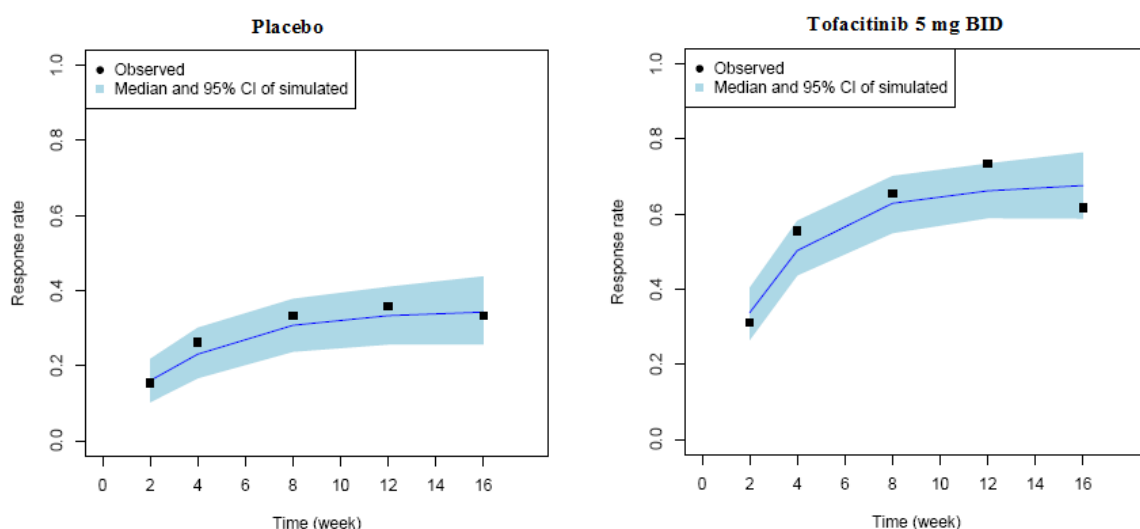 Placebo
Observed
Median and 95% CI of simulated
Response rate
1.0
0.8
0.6
0.4
0.2
0.0
0 2 4 6 8 10 12 14 16
Time (week)
Tofacitinib 5 mg BID
Observed
Median and 95% CI of simulated
Response rate
1.0
0.8
0.6
0.4
0.2
0.0
0 2 4 6 8 10 12 14 16
Time (week)